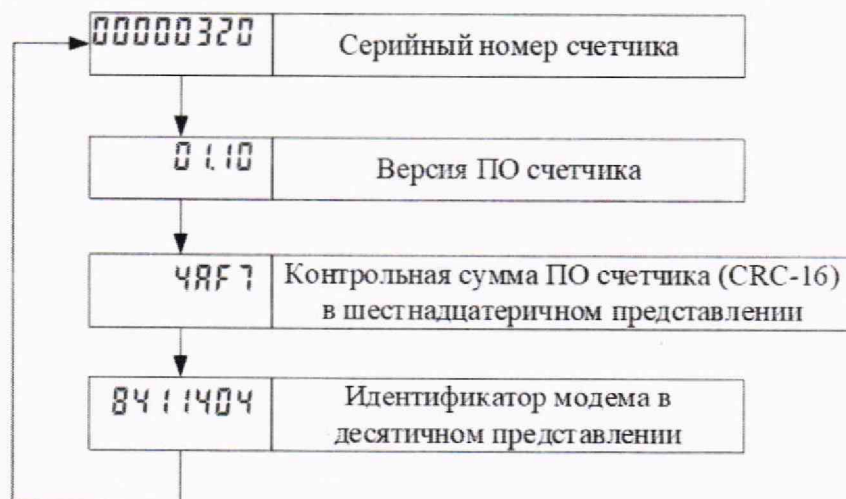 00000320
Серийный номер счетчика
01.10
Версия ПО счетчика
4AF7
Контрольная сумма ПО счетчика (CRC-16)
в шестнадцатеричном представлении
8411404
Идентификатор модема в
десятичном представлении